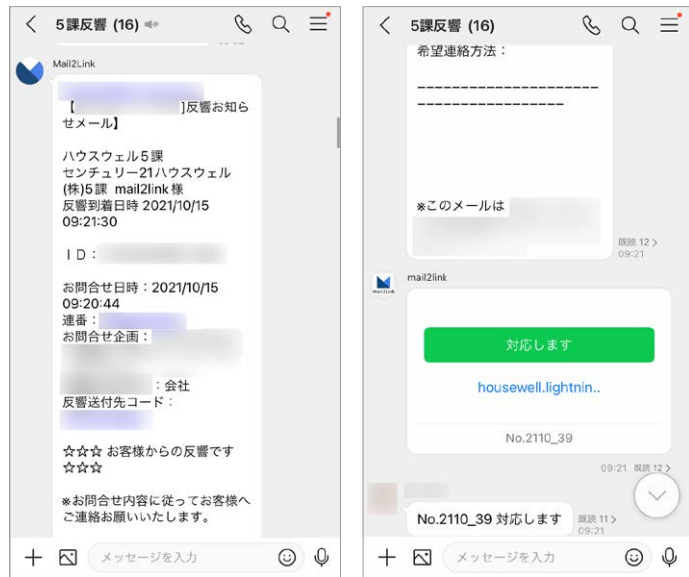 5課反響 (16)
Mail2Link
【
]反響お知ら
せメール】
ハウスウェル5課
センチュリー21ハウスウェル
(株)5課 mail2link 様
反響到着日時 2021/10/15
09:21:30
ＩＤ：
お問合せ日時：2021/10/15
09:20:44
連番：
お問合せ企画：
：会社
反響送付先コード：
☆☆☆ お客様からの反響です
☆☆☆
※お問合せ内容に従ってお客様へ
ご連絡お願いいたします。
メッセージを入力
5課反響 (16)
希望連絡方法：
---------------------
-----------------
※このメールは
既読 12 >
09:21
mail2link
対応します
housewell.lightnin..
No.2110_39
09:21 既読 12 >
No.2110_39 対応します
既読 11 >
09:21
メッセージを入力